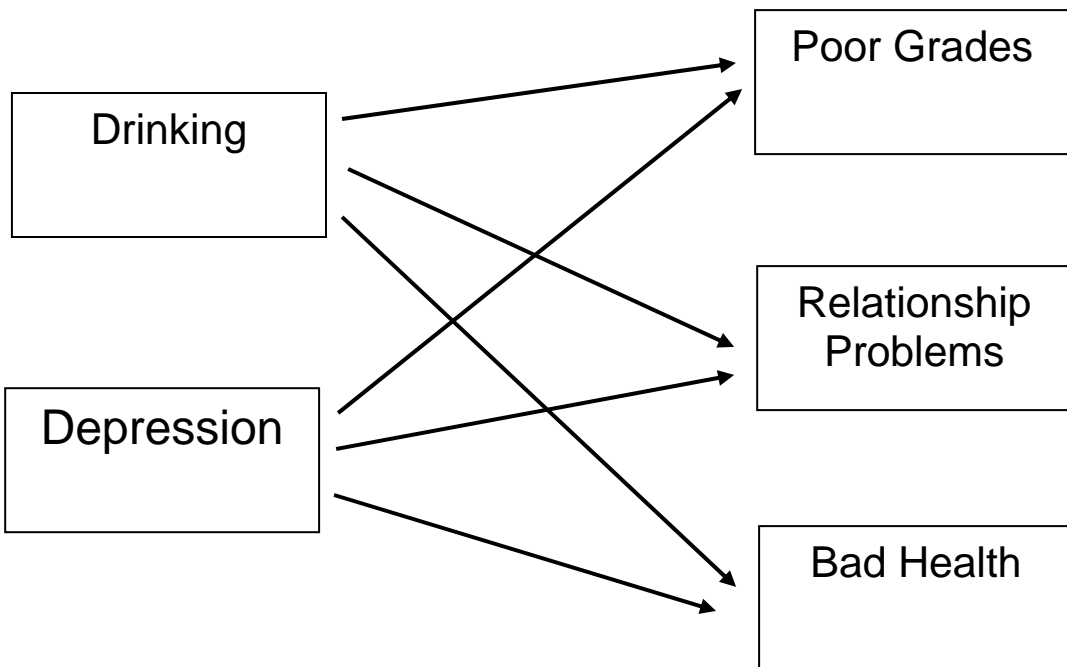 Poor Grades
Drinking
Relationship
Problems
Depression
Bad Health